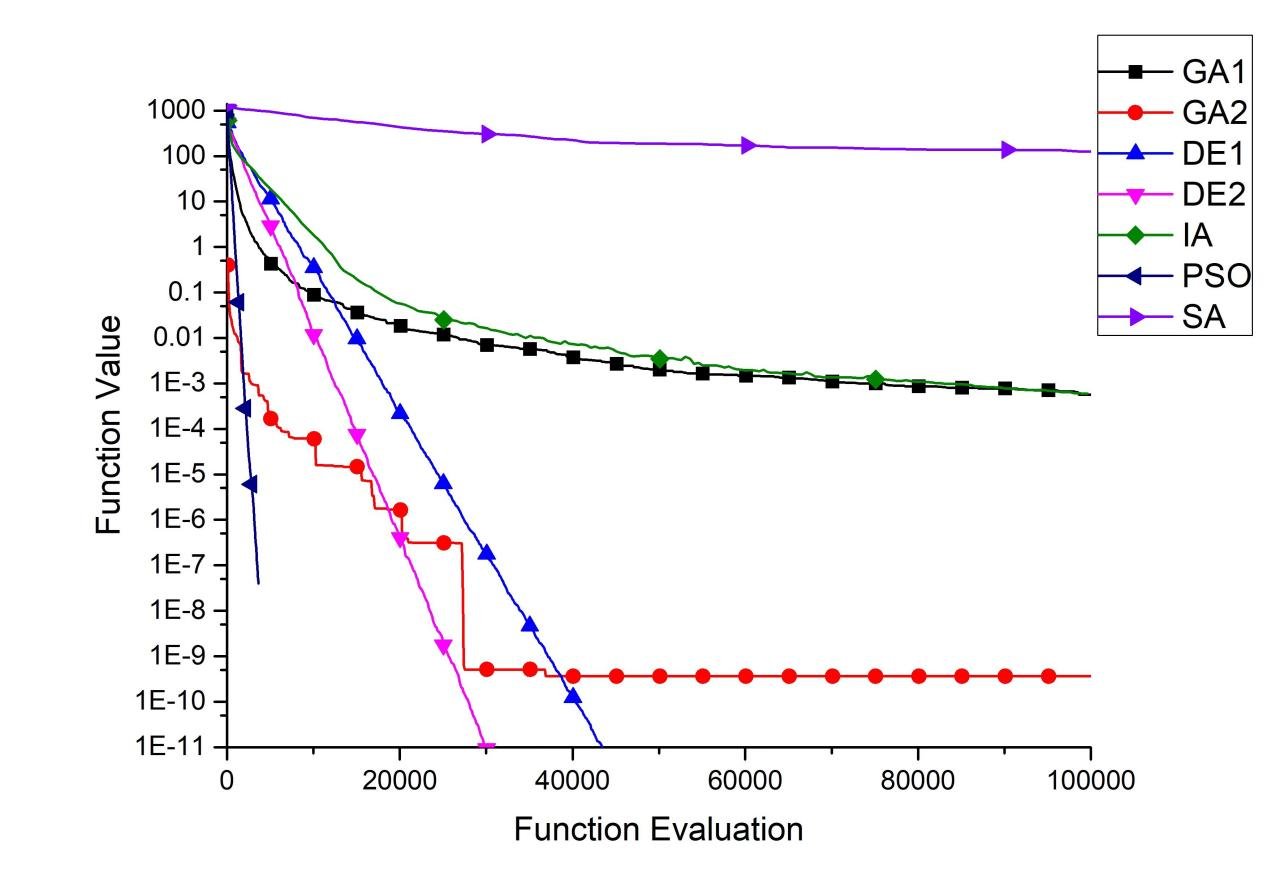 GA1
GA2
DE1
DE2
IA
PSO
SA
Function Value
1000
100
10
1
0.1
0.01
1E-3
1E-4
1E-5
1E-6
1E-7
1E-8
1E-9
1E-10
1E-11
0 20000 40000 60000 80000 100000
Function Evaluation